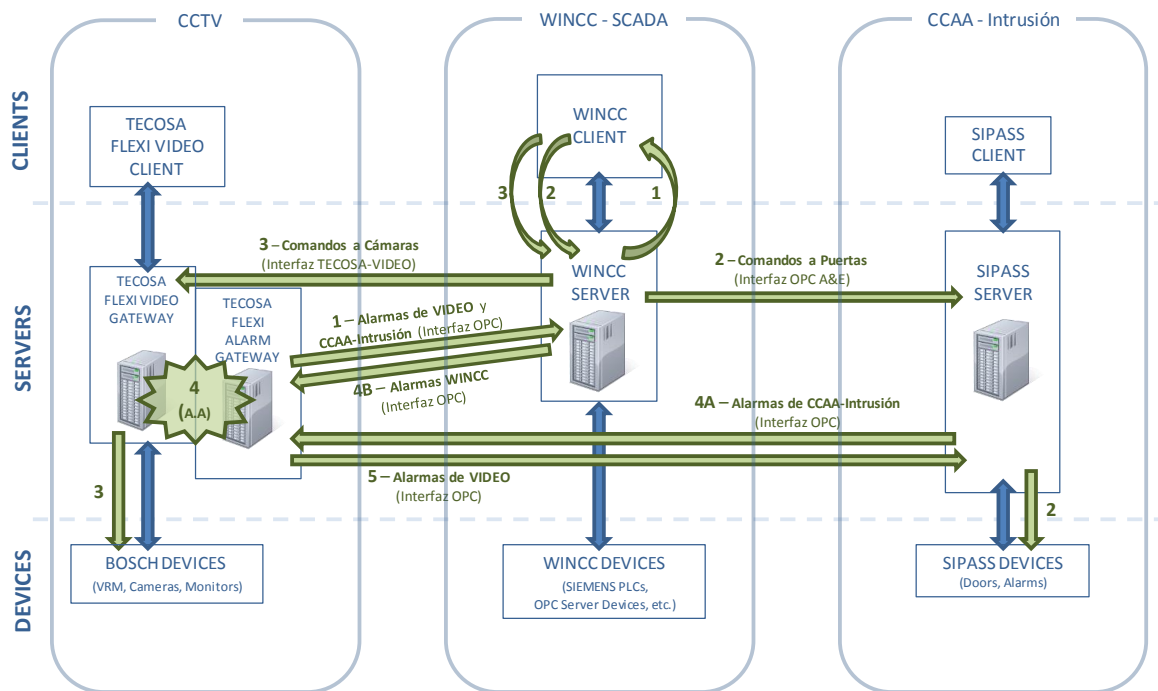 CCTV
WINCC - SCADA
CCAA - Intrusión
CLIENTS
TECOSA
FLEXI VIDEO
CLIENT
WINCC
CLIENT
SIPASS
CLIENT
3
2
1
SERVERS
3 – Comandos a Cámaras
(Interfaz TECOSA-VIDEO)
TECOSA
FLEXI VIDEO
GATEWAY
TECOSA
FLEXI
ALARM
GATEWAY
WINCC
SERVER
2 – Comandos a Puertas
(Interfaz OPC A&E)
SIPASS
SERVER
1 – Alarmas de VIDEO y
CCAA-Intrusión (Interfaz OPC)
4
(A.A)
4B – Alarmas WINCC
(Interfaz OPC)
4A – Alarmas de CCAA-Intrusión
(Interfaz OPC)
5 – Alarmas de VIDEO
(Interfaz OPC)
3
2
DEVICES
BOSCH DEVICES
(VRM, Cameras, Monitors)
WINCC DEVICES
(SIEMENS PLCs,
OPC Server Devices, etc.)
SIPASS DEVICES
(Doors, Alarms)